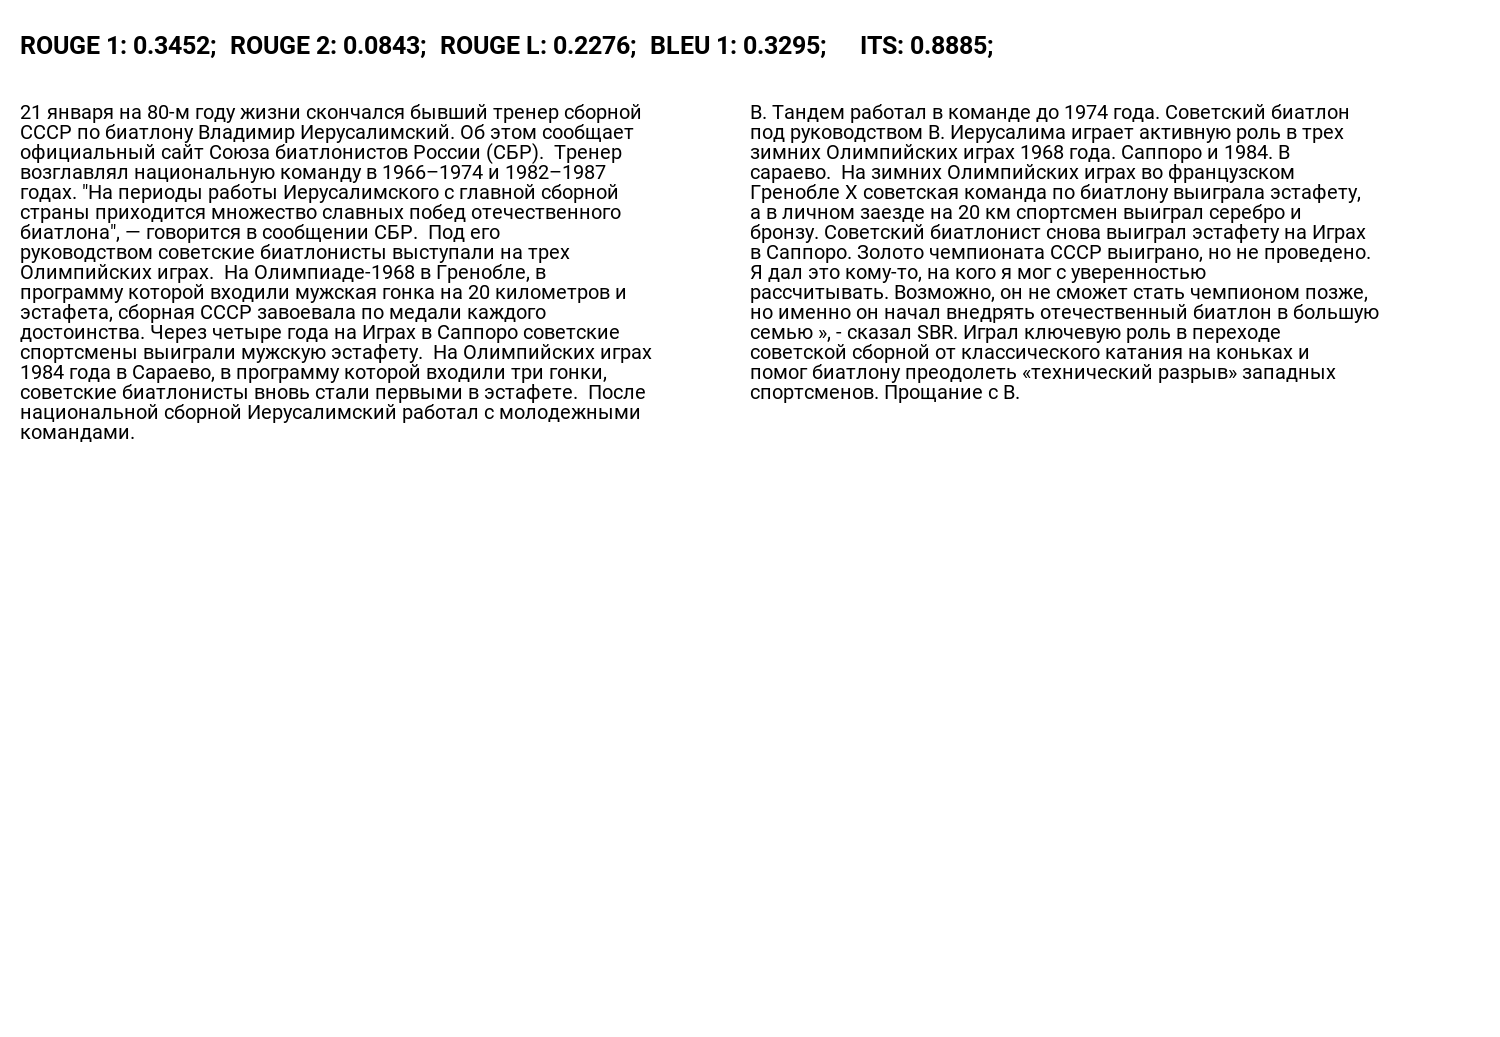 ROUGE 1: 0.3452;  ROUGE 2: 0.0843;  ROUGE L: 0.2276;  BLEU 1: 0.3295;  ITS: 0.8885;
21 января на 80-м году жизни скончался бывший тренер сборной
СССР по биатлону Владимир Иерусалимский. Об этом сообщает
официальный сайт Союза биатлонистов России (СБР).  Тренер
возглавлял национальную команду в 1966–1974 и 1982–1987
годах. "На периоды работы Иерусалимского с главной сборной
страны приходится множество славных побед отечественного
биатлона", — говорится в сообщении СБР.  Под его
руководством советские биатлонисты выступали на трех
Олимпийских играх.  На Олимпиаде-1968 в Гренобле, в
программу которой входили мужская гонка на 20 километров и
эстафета, сборная СССР завоевала по медали каждого
достоинства. Через четыре года на Играх в Саппоро советские
спортсмены выиграли мужскую эстафету.  На Олимпийских играх
1984 года в Сараево, в программу которой входили три гонки,
советские биатлонисты вновь стали первыми в эстафете.  После
национальной сборной Иерусалимский работал с молодежными
командами.
В. Тандем работал в команде до 1974 года. Советский биатлон
под руководством В. Иерусалима играет активную роль в трех
зимних Олимпийских играх 1968 года. Саппоро и 1984. В
сараево.  На зимних Олимпийских играх во французском
Гренобле X советская команда по биатлону выиграла эстафету,
а в личном заезде на 20 км спортсмен выиграл серебро и
бронзу. Советский биатлонист снова выиграл эстафету на Играх
в Саппоро. Золото чемпионата СССР выиграно, но не проведено.
Я дал это кому-то, на кого я мог с уверенностью
рассчитывать. Возможно, он не сможет стать чемпионом позже,
но именно он начал внедрять отечественный биатлон в большую
семью », - сказал SBR. Играл ключевую роль в переходе
советской сборной от классического катания на коньках и
помог биатлону преодолеть «технический разрыв» западных
спортсменов. Прощание с В.